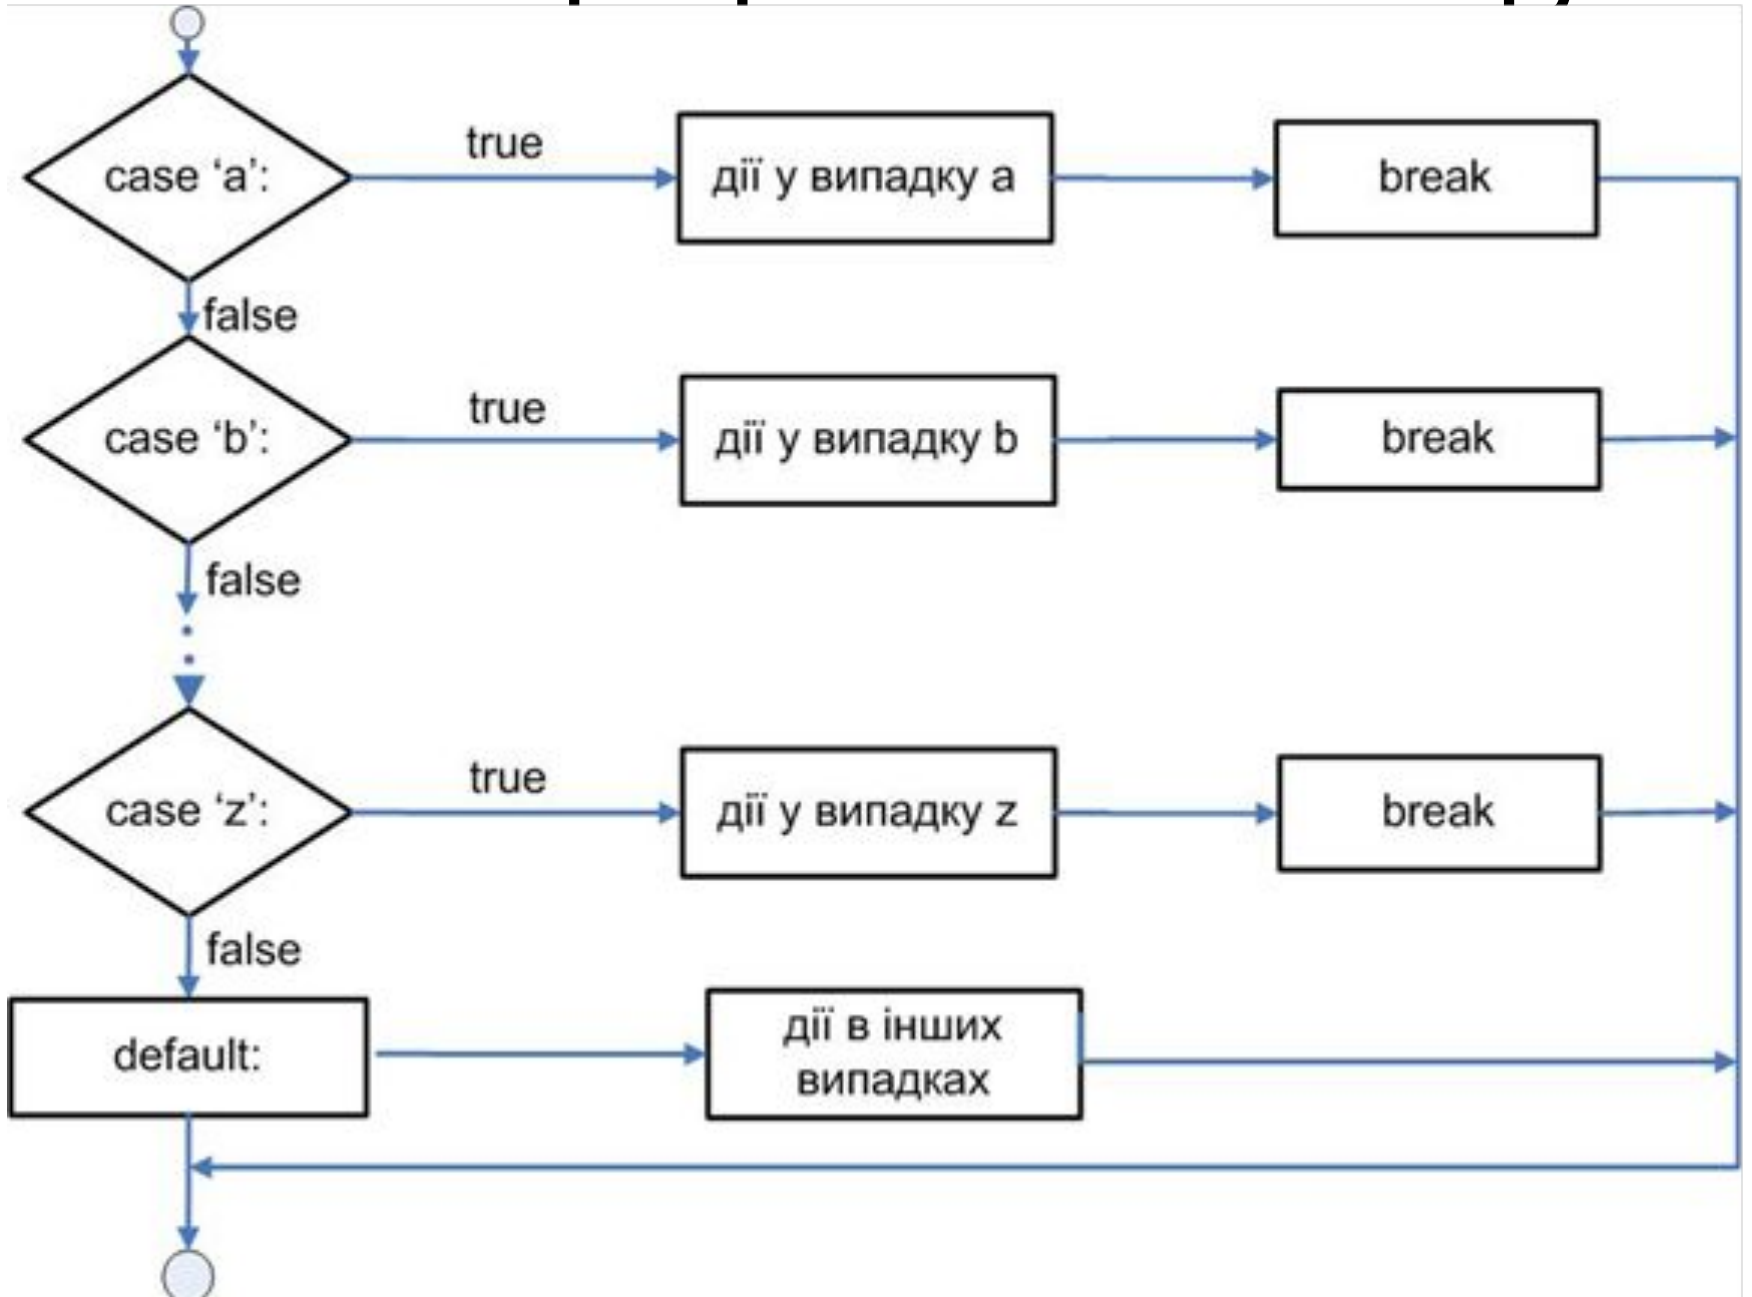 case ‘a’:
true
дії у випадку a
break
false
case ‘b’:
true
дії у випадку b
break
false
case ‘z’:
true
дії у випадку z
break
false
default:
дії в інших
випадках